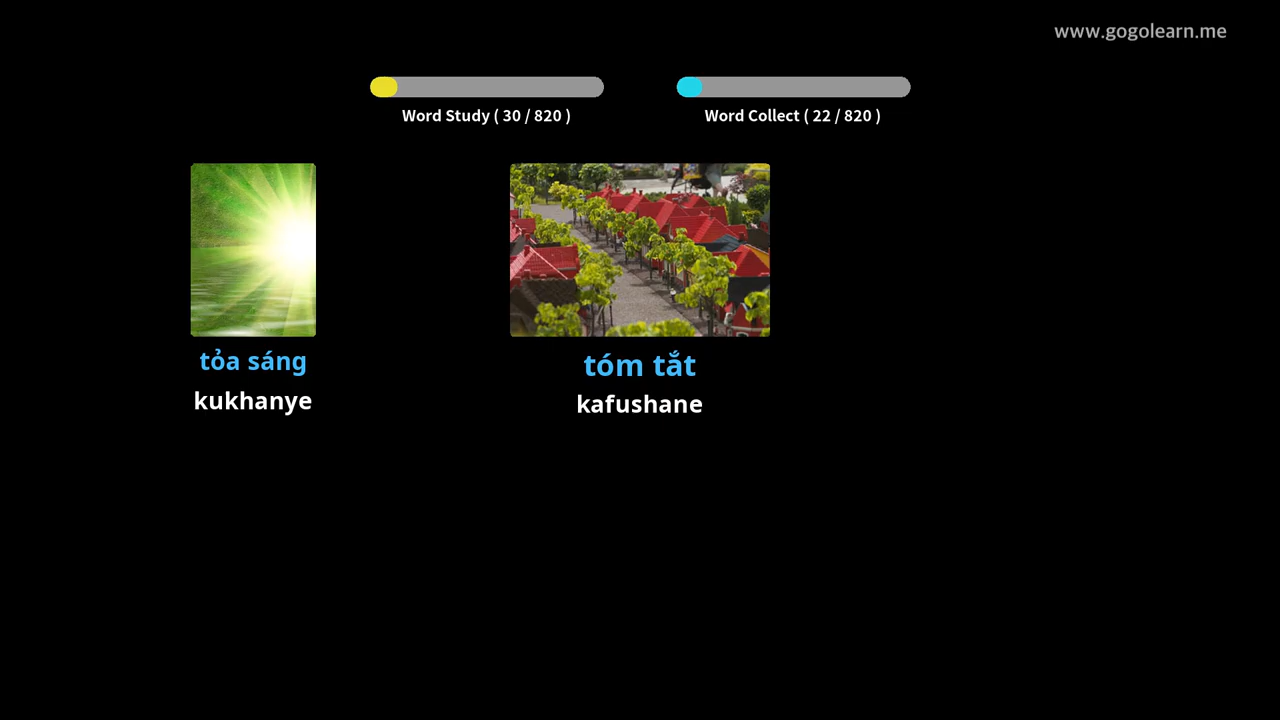 www.gogolearn.me
Word Study ( 30 / 820 )
Word Collect ( 22 / 820 )
tỏa sáng
kukhanye
tóm tắt
kafushane